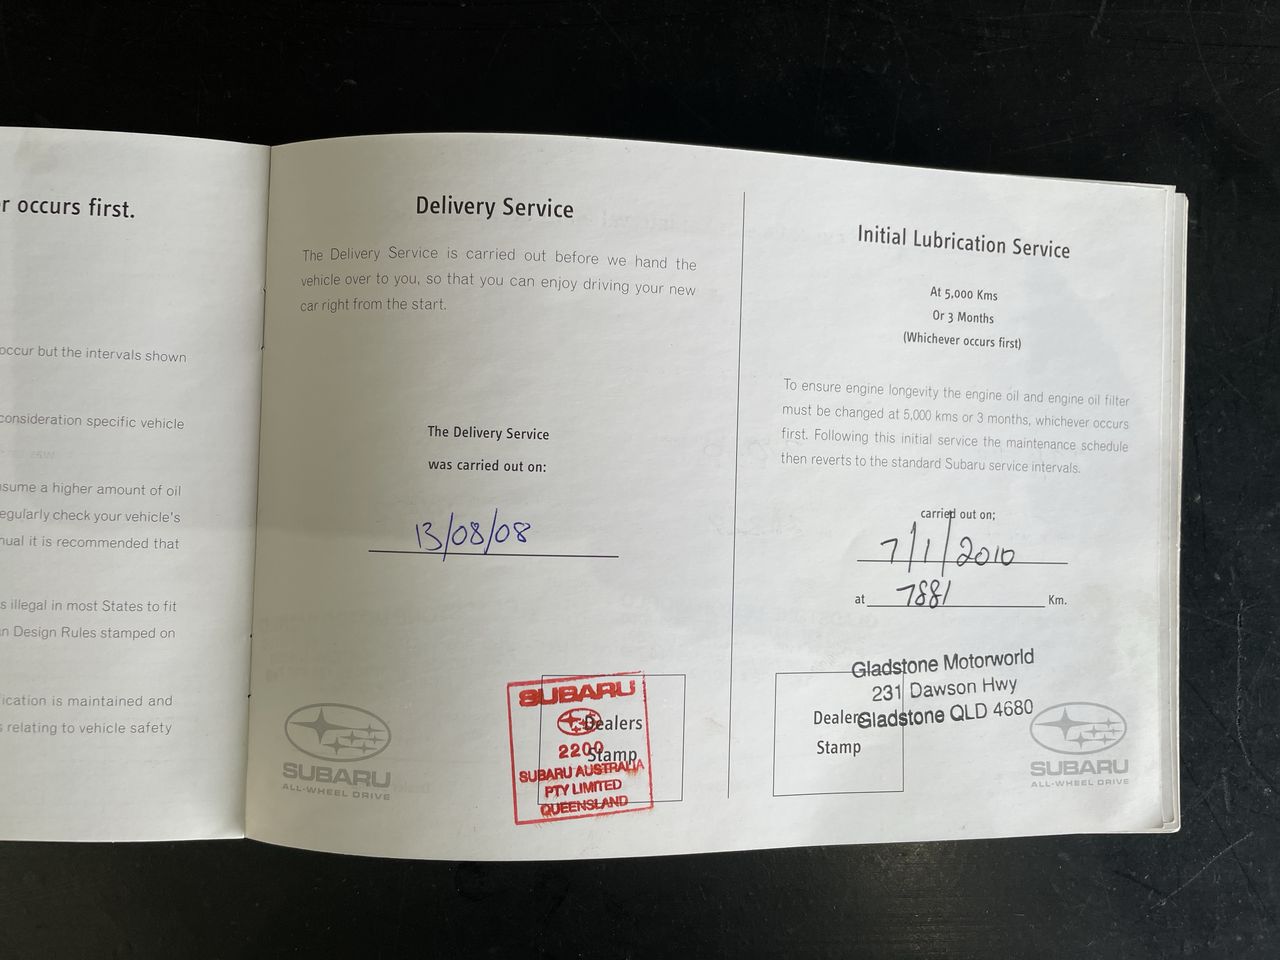 r occurs first.
occur but the intervals shown
consideration specific vehicle
sume a higher amount of oil
egularly check your vehicle's
nual it is recommended that
s illegal in most States to fit
n Design Rules stamped on
ication is maintained and
s relating to vehicle safety
Delivery Service
The Delivery Service is carried out before we hand the
vehicle over to you, so that you can enjoy driving your new
car right from the start.
The Delivery Service
was carried out on:
13/08/08
SUBARU
ALL-WHEEL DRIVE
Dealers
Stamp
SUBARU
2200
SUBARU AUSTRALIA
PTY LIMITED
QUEENSLAND
Initial Lubrication Service
At 5,000 Kms
Or 3 Months
(Whichever occurs first)
To ensure engine longevity the engine oil and engine oil filter
must be changed at 5,000 kms or 3 months, whichever occurs
first. Following this initial service the maintenance schedule
then reverts to the standard Subaru service intervals.
carried out on;
7/1/2010
at 7881 Km.
Dealers
Stamp
Gladstone Motorworld
231 Dawson Hwy
Gladstone QLD 4680
SUBARU
ALL-WHEEL DRIVE